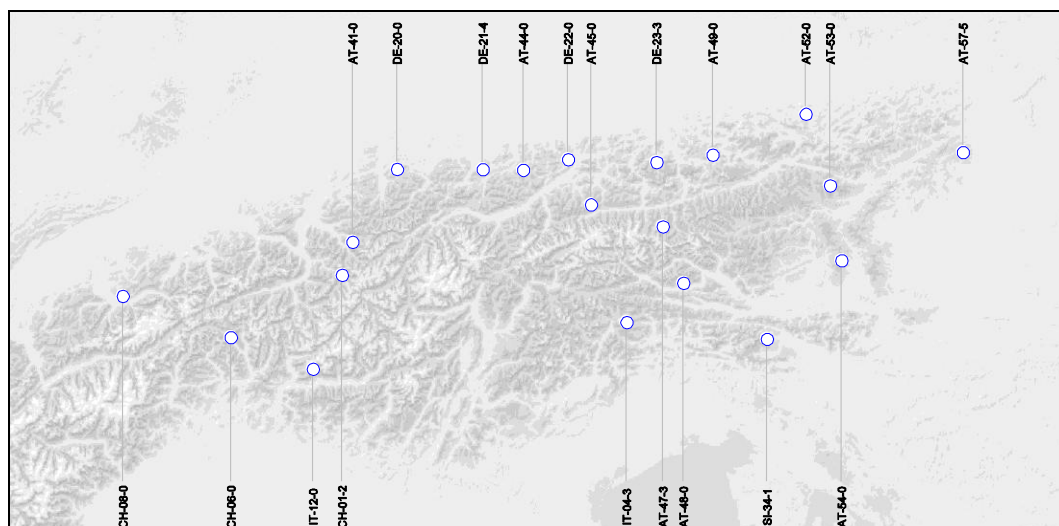 AT-41-0
DE-20-0
DE-21-4
AT-44-0
DE-22-0
AT-45-0
DE-23-3
AT-49-0
AT-52-0
AT-53-0
AT-57-5
CH-08-0
CH-06-0
IT-12-0
CH-01-2
IT-04-3
AT-47-3
AT-48-0
SI-34-1
AT-54-0